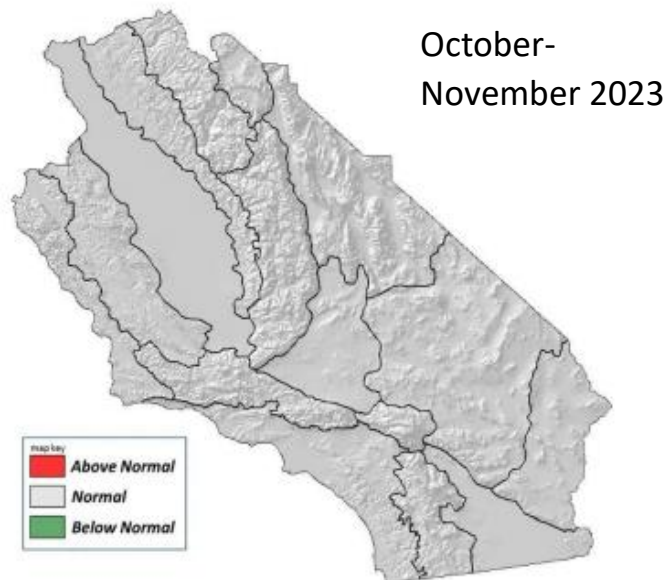 October-
November 2023
map key
Above Normal
Normal
Below Normal